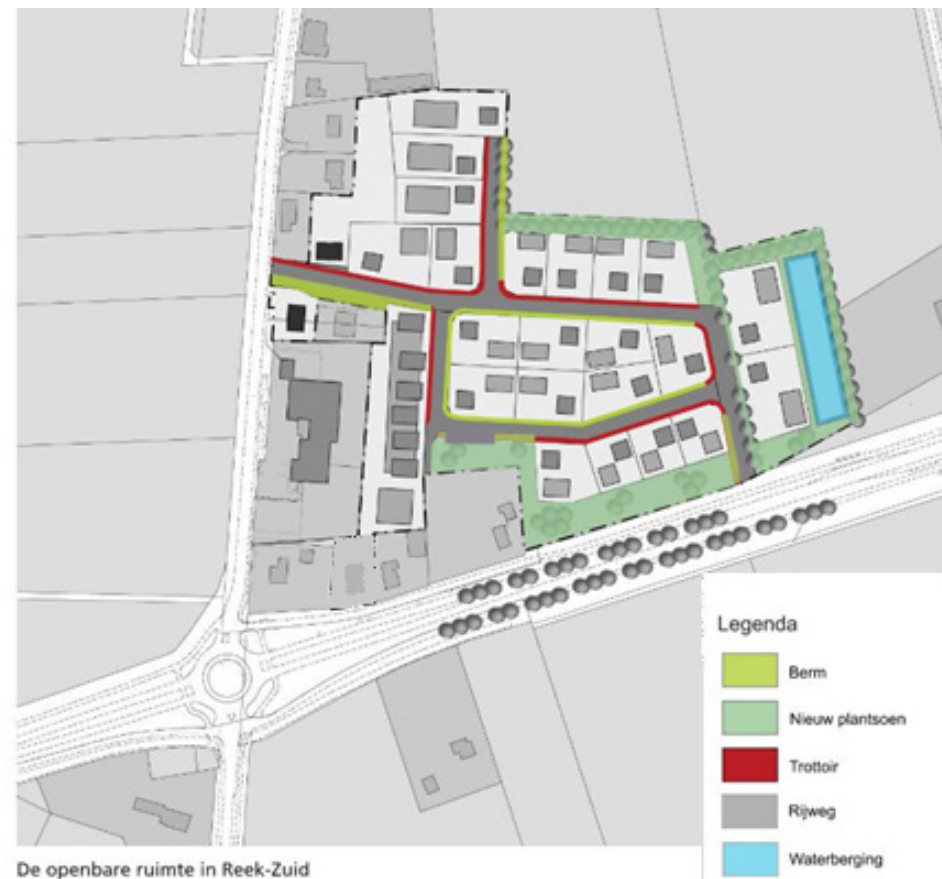 Legenda
Berm
Nieuw plantsoen
Trottoir
Rijweg
Waterberging
De openbare ruimte in Reek-Zuid